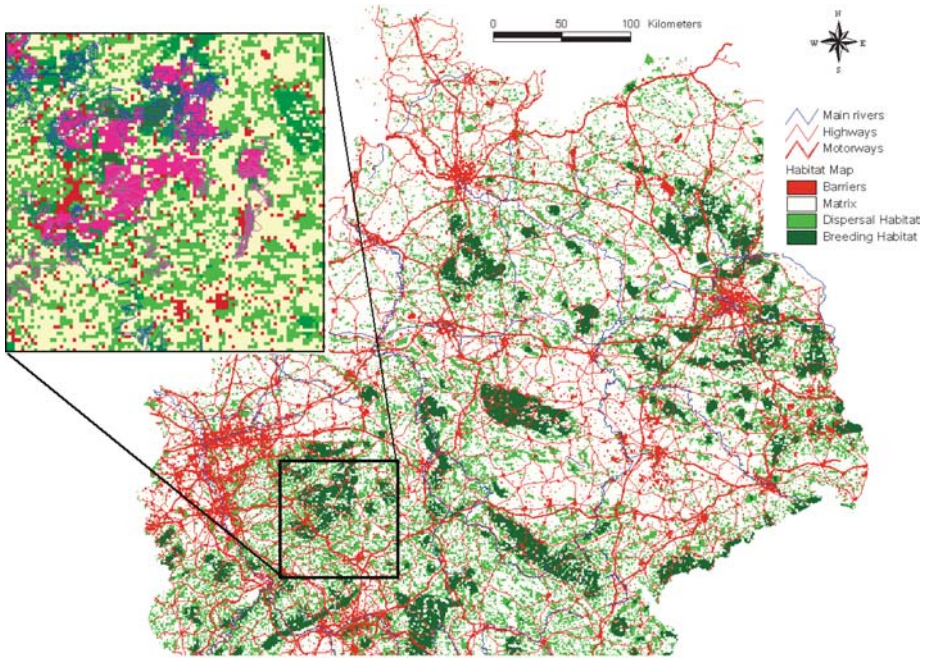 0 50 100 Kilometers
N
W E
S
Main rivers
Highways
Motorways
Habitat Map
Barriers
Matrix
Dispersal Habitat
Breeding Habitat